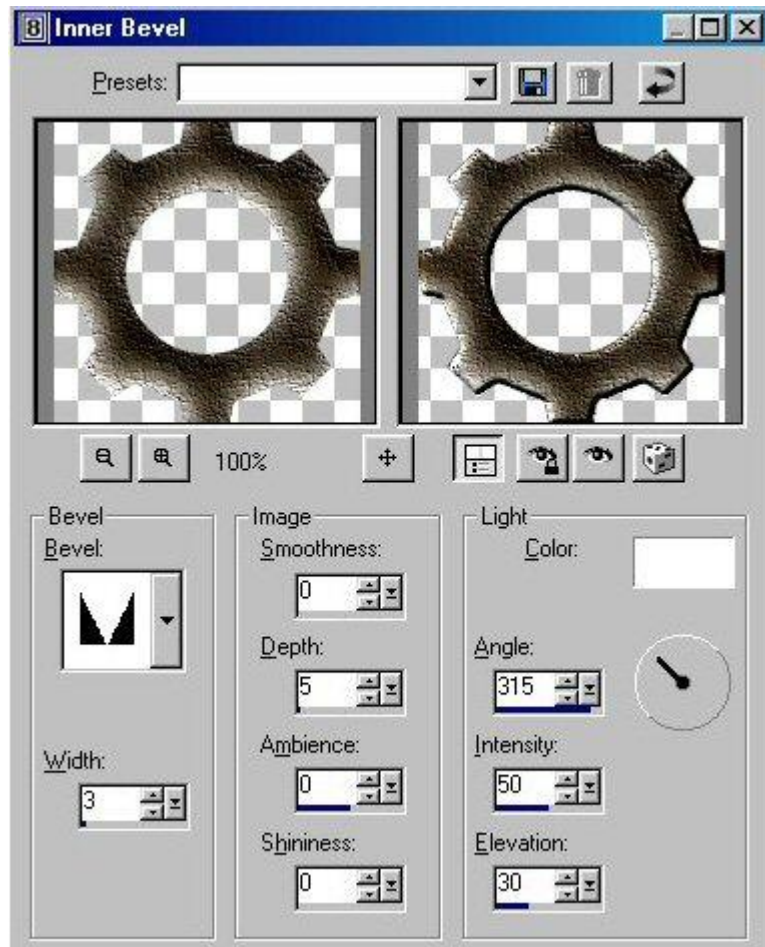 8 Inner Bevel
Presets:
100%
Bevel Image Light
Bevel: Smoothness: Color:
0
Depth: Angle:
5 315
Width: Ambience: Intensity:
3 0 50
Shininess: Elevation:
0 30